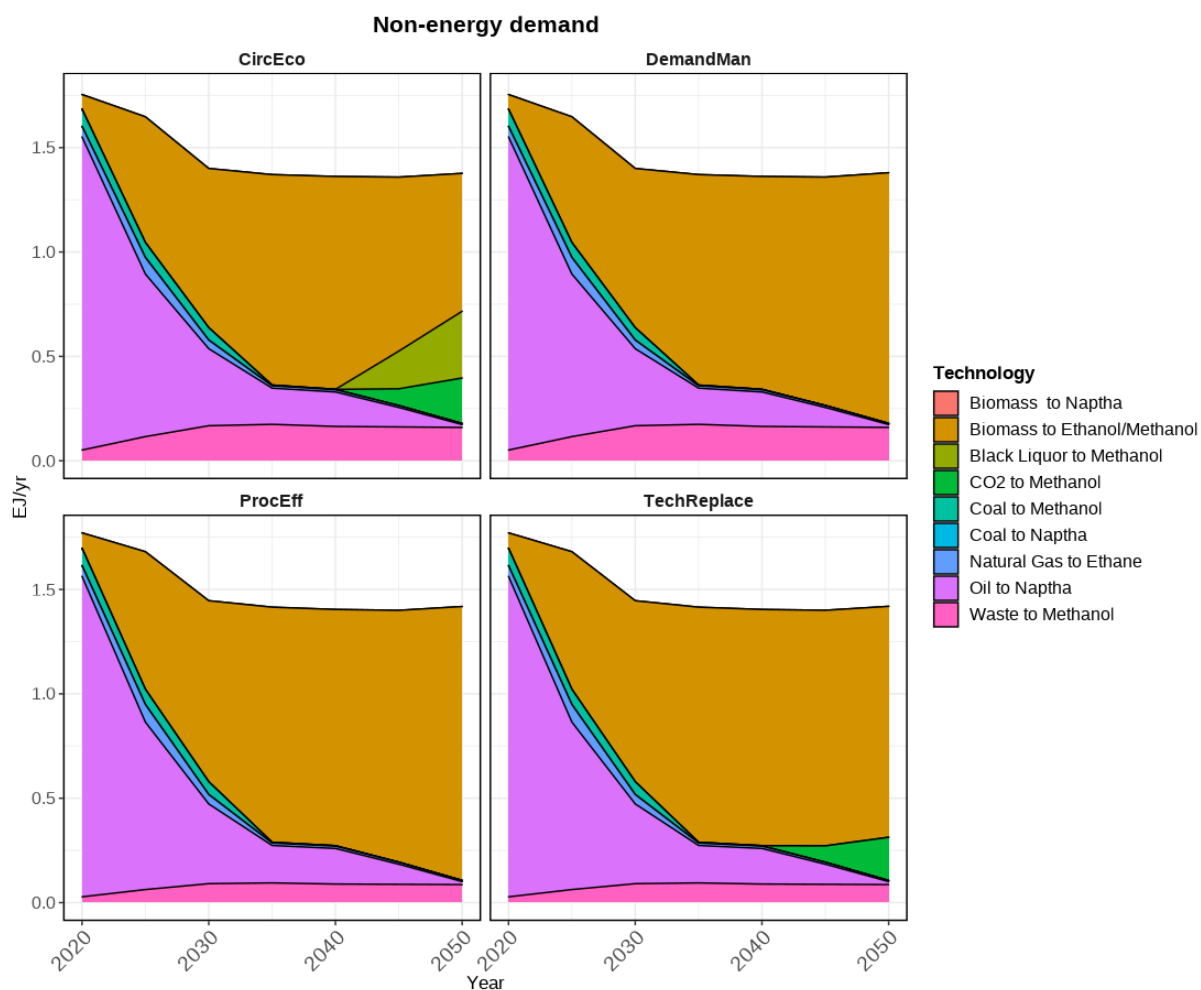 Non-energy demand
CircEco
DemandMan
1.5
1.0
0.5
0.0
EJ/yr
ProcEff
TechReplace
1.5
1.0
0.5
0.0
2020
2030
2040
2050
2020
2030
2040
2050
Year
Technology
Biomass  to Naptha
Biomass to Ethanol/Methanol
Black Liquor to Methanol
CO2 to Methanol
Coal to Methanol
Coal to Naptha
Natural Gas to Ethane
Oil to Naptha
Waste to Methanol